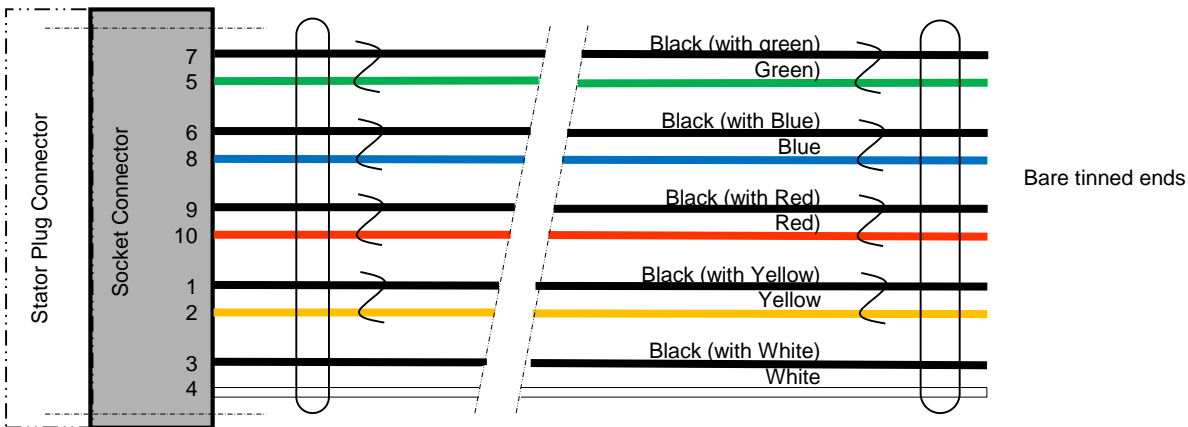 Stator Plug Connector
Socket Connector
7
Black (with green)
5
Green)
6
Black (with Blue)
8
Blue
9
Black (with Red)
10
Red)
1
Black (with Yellow)
2
Yellow
3
Black (with White)
4
White
Bare tinned ends